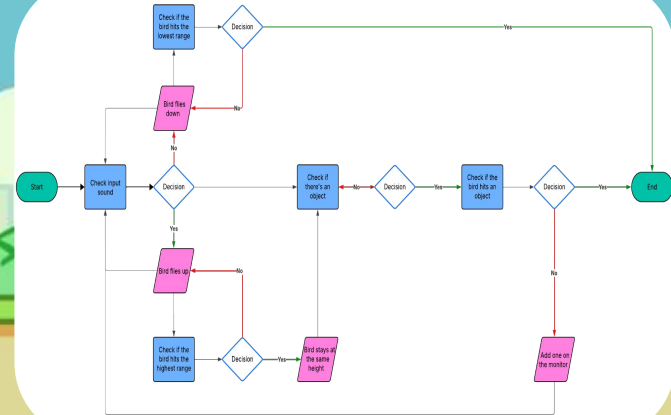 Check if the
bird hits the
lowest range
Decision
Yes
No
Bird flies
down
No
Start
Check input
sound
Decision
Check if
there's an
object
No
Decision
Yes
Check if the
bird hits an
object
Decision
Yes
End
Yes
Bird flies up
No
No
Check if the
bird hits the
highest range
Decision
Yes
Bird stays at
the same
height
Add one on
the monitor